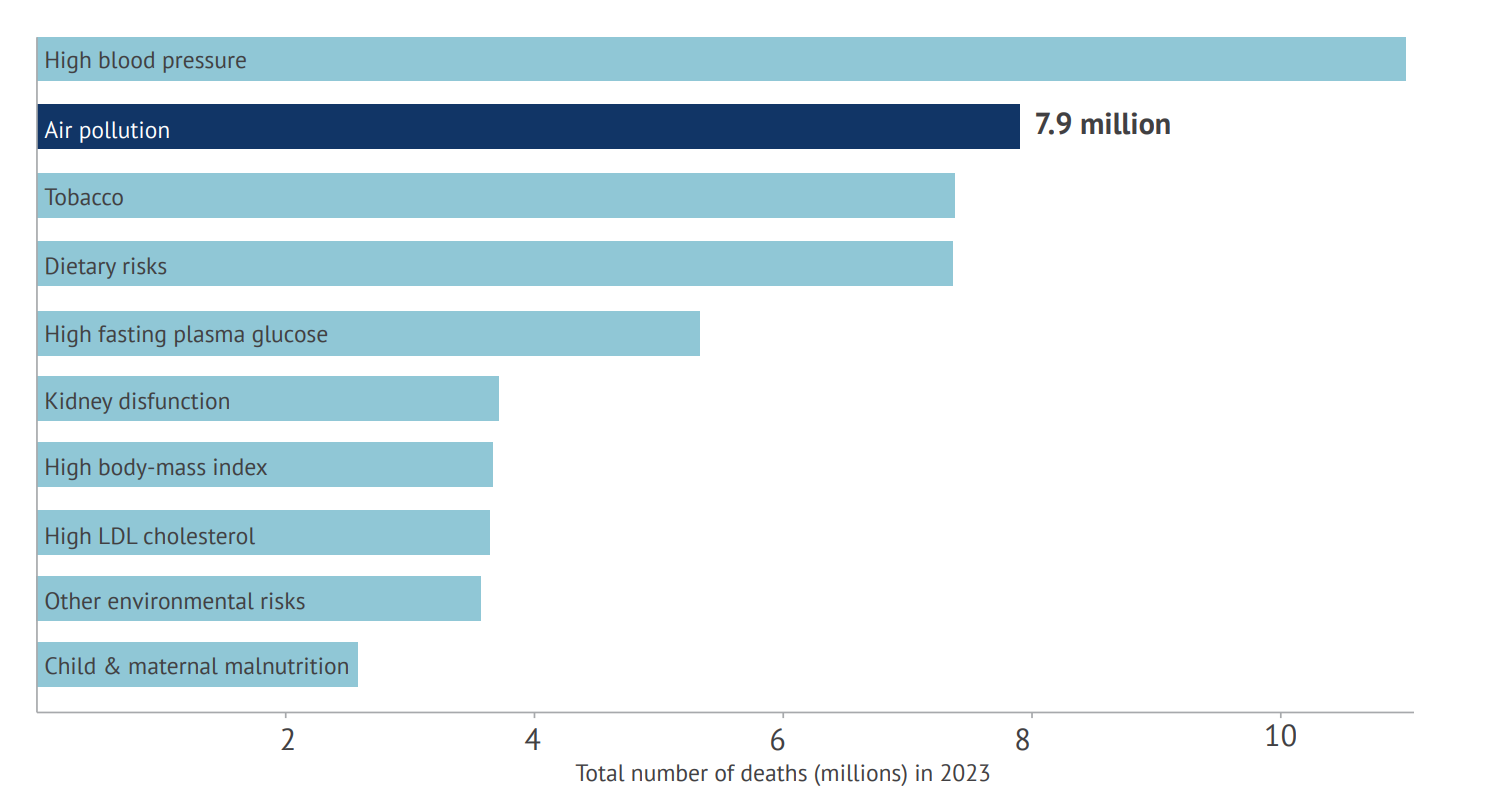 High blood pressure
Air pollution
7.9 million
Tobacco
Dietary risks
High fasting plasma glucose
Kidney disfunction
High body-mass index
High LDL cholesterol
Other environmental risks
Child & maternal malnutrition
2 4 6 8 10
Total number of deaths (millions) in 2023